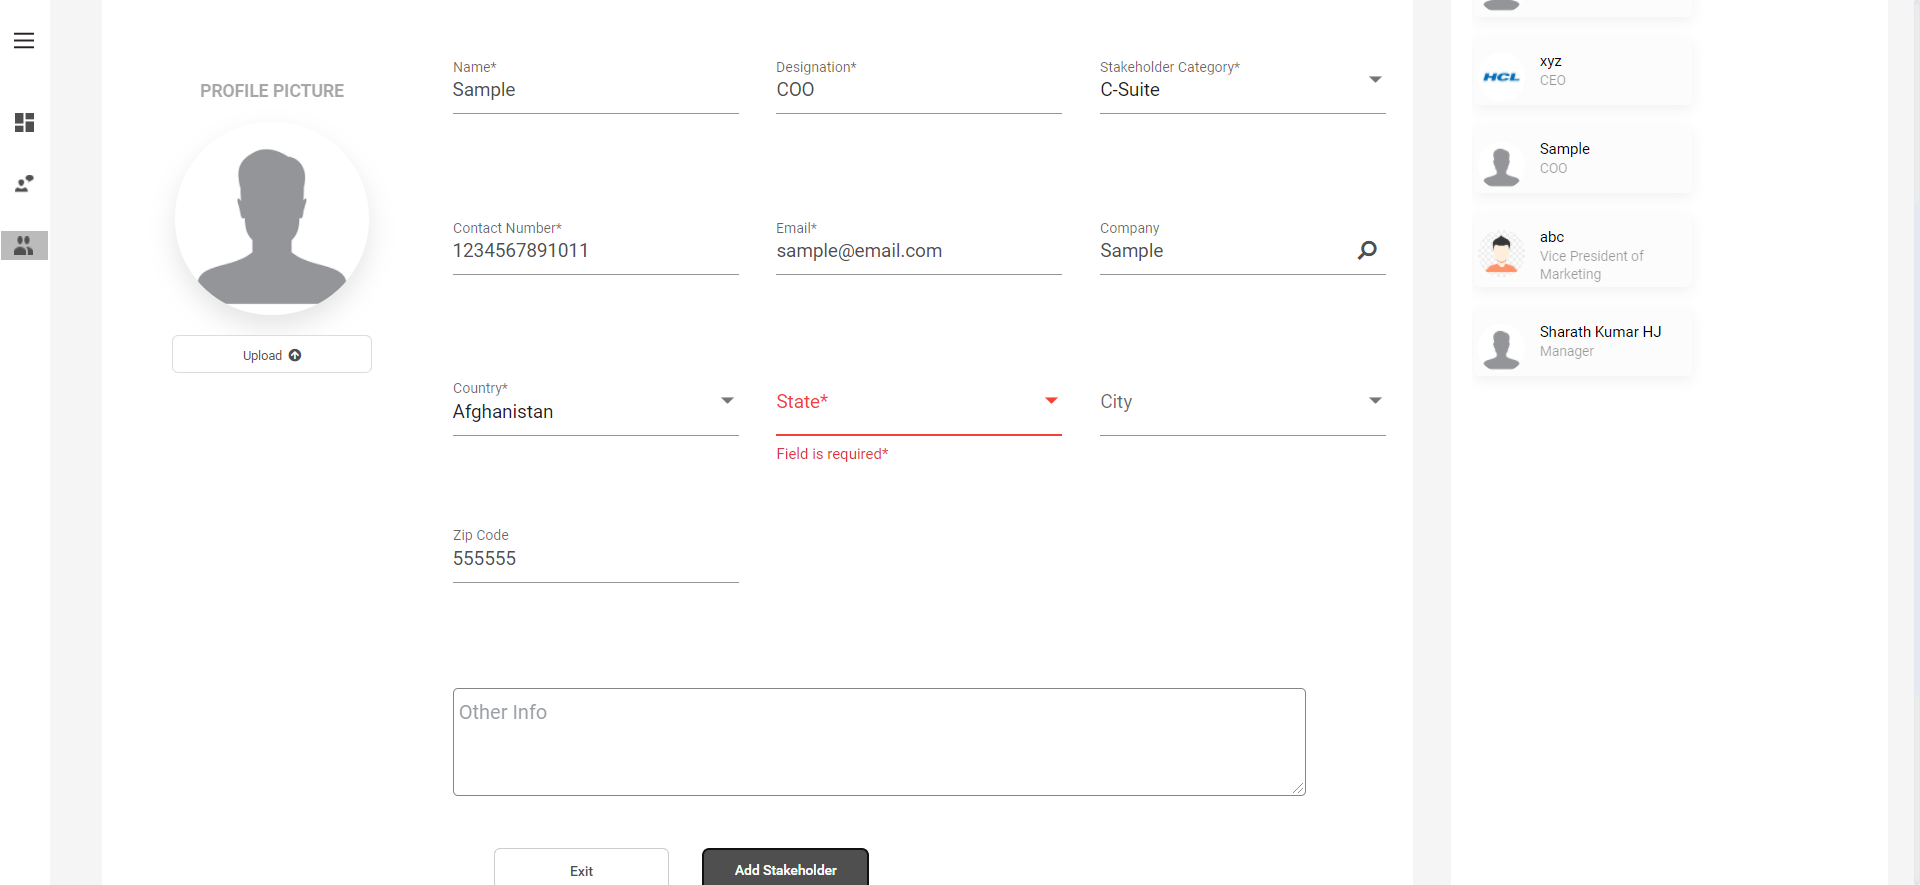 PROFILE PICTURE
Upload
Name*
Sample
Designation*
COO
Stakeholder Category*
C-Suite
Contact Number*
1234567891011
Email*
sample@email.com
Company
Sample
Country*
Afghanistan
State*
Field is required*
City
Zip Code
555555
Other Info
Exit
Add Stakeholder
HCL
xyz
CEO
Sample
COO
abc
Vice President of
Marketing
Sharath Kumar HJ
Manager